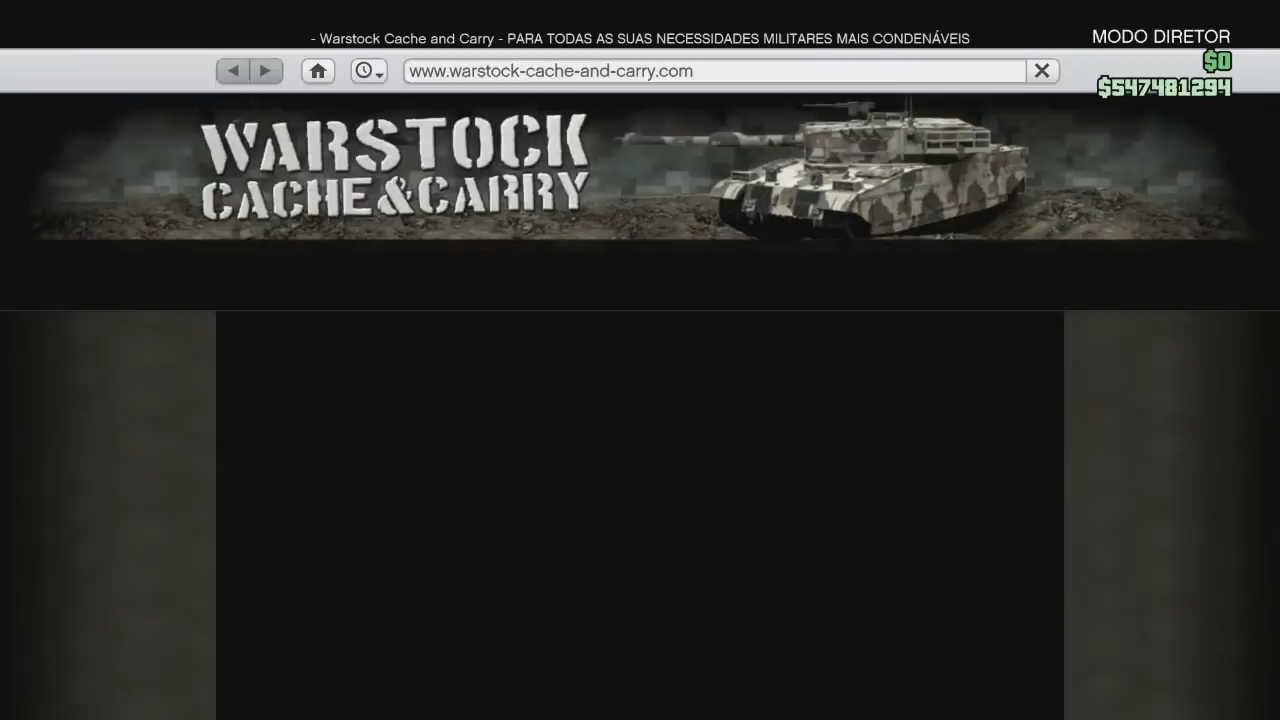 - Warstock Cache and Carry - PARA TODAS AS SUAS NECESSIDADES MILITARES MAIS CONDENÁVEIS
MODO DIRETOR
$0
www.warstock-cache-and-carry.com
$547481294
WARSTOCK
CACHE&CARRY